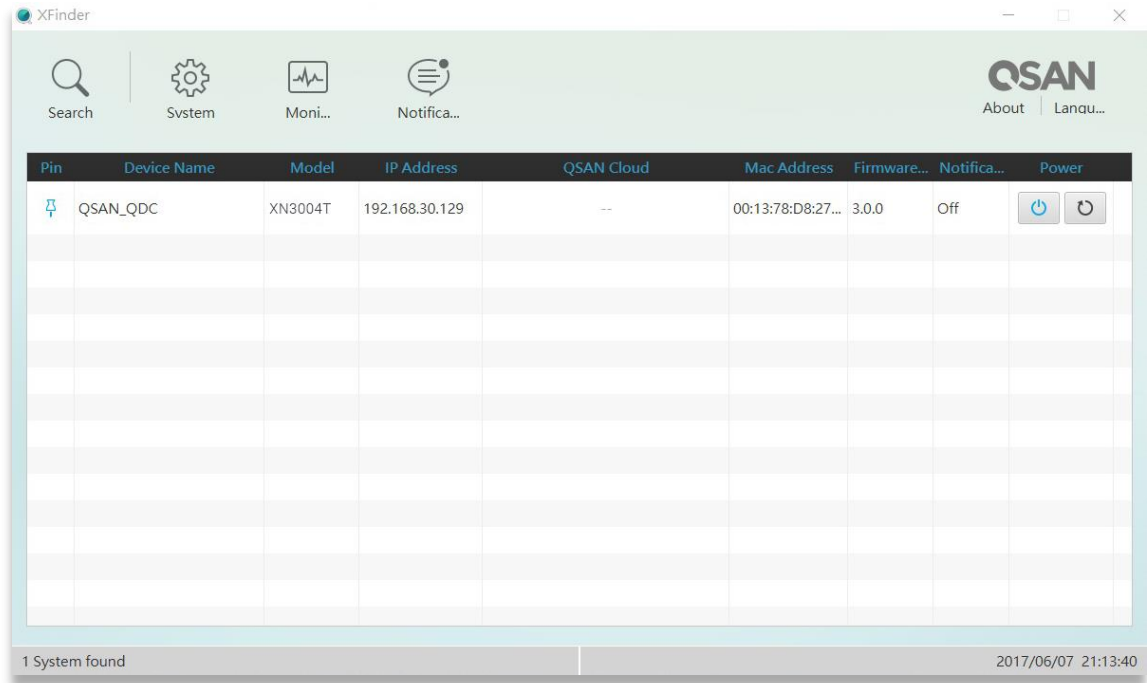 XFinder
QSAN
Search System Moni... Notifica... About Langu...
Pin Device Name Model IP Address QSAN Cloud Mac Address Firmware... Notifica... Power
QSAN_QDC XN3004T 192.168.30.129 -- 00:13:78:D8:27... 3.0.0 Off
1 System found 2017/06/07 21:13:40